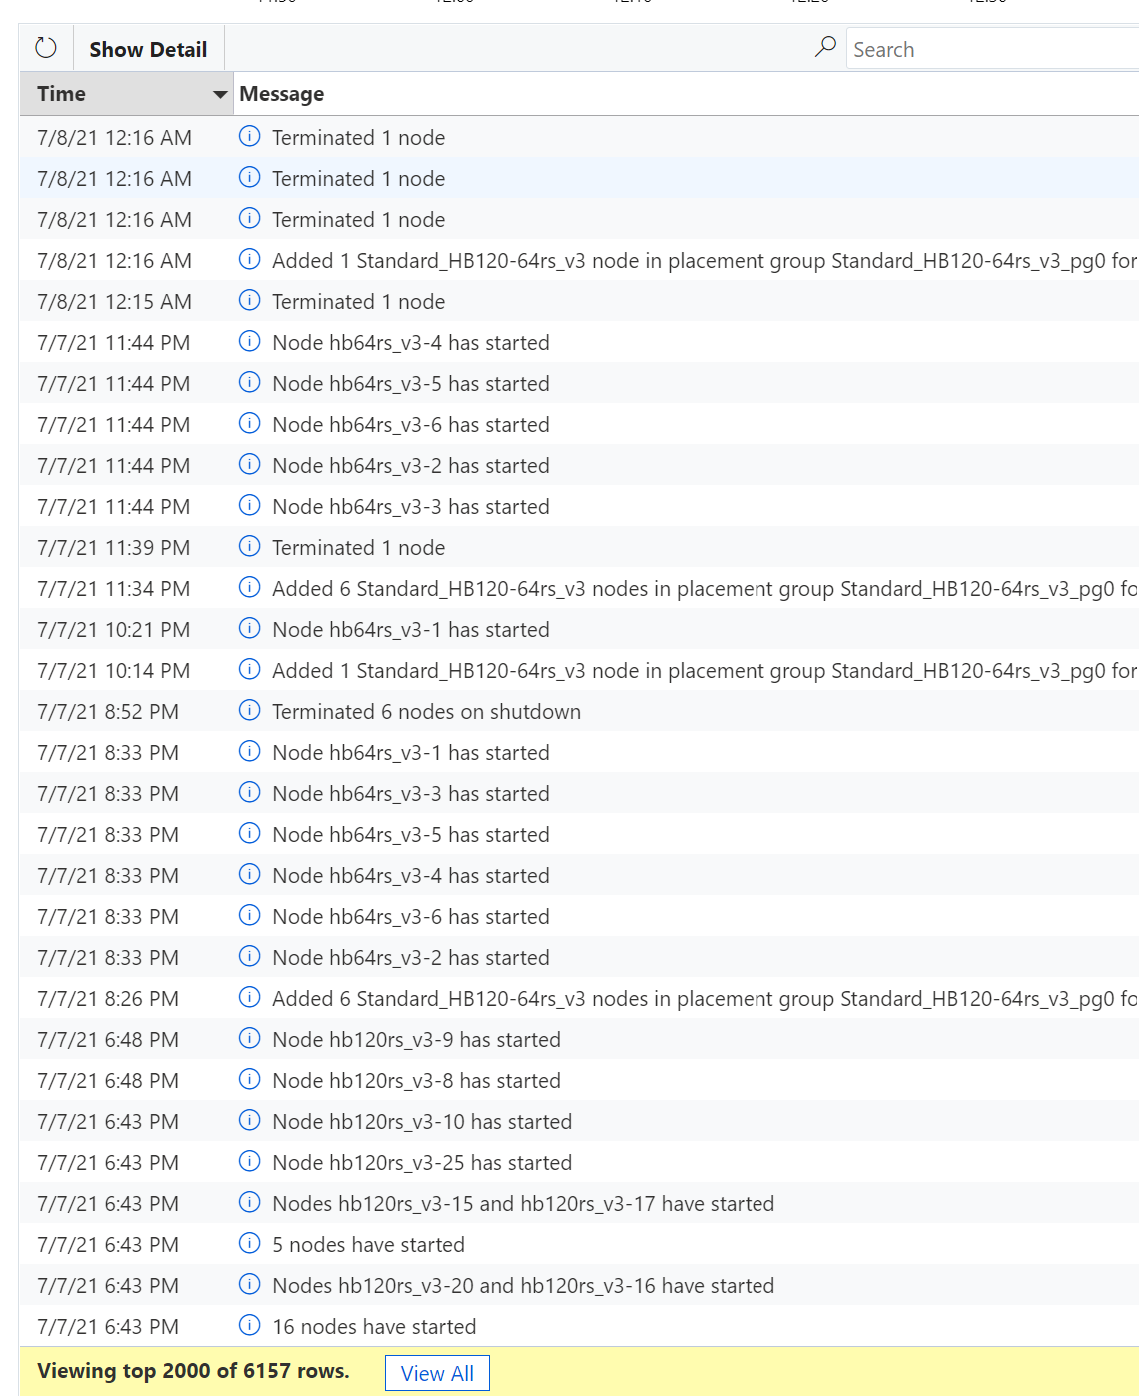 Show Detail
Search
Time Message
7/8/21 12:16 AM Terminated 1 node
7/8/21 12:16 AM Terminated 1 node
7/8/21 12:16 AM Terminated 1 node
7/8/21 12:16 AM Added 1 Standard_HB120-64rs_v3 node in placement group Standard_HB120-64rs_v3_pg0 for
7/8/21 12:15 AM Terminated 1 node
7/7/21 11:44 PM Node hb64rs_v3-4 has started
7/7/21 11:44 PM Node hb64rs_v3-5 has started
7/7/21 11:44 PM Node hb64rs_v3-6 has started
7/7/21 11:44 PM Node hb64rs_v3-2 has started
7/7/21 11:44 PM Node hb64rs_v3-3 has started
7/7/21 11:39 PM Terminated 1 node
7/7/21 11:34 PM Added 6 Standard_HB120-64rs_v3 nodes in placement group Standard_HB120-64rs_v3_pg0 fo
7/7/21 10:21 PM Node hb64rs_v3-1 has started
7/7/21 10:14 PM Added 1 Standard_HB120-64rs_v3 node in placement group Standard_HB120-64rs_v3_pg0 for
7/7/21 8:52 PM Terminated 6 nodes on shutdown
7/7/21 8:33 PM Node hb64rs_v3-1 has started
7/7/21 8:33 PM Node hb64rs_v3-3 has started
7/7/21 8:33 PM Node hb64rs_v3-5 has started
7/7/21 8:33 PM Node hb64rs_v3-4 has started
7/7/21 8:33 PM Node hb64rs_v3-6 has started
7/7/21 8:33 PM Node hb64rs_v3-2 has started
7/7/21 8:26 PM Added 6 Standard_HB120-64rs_v3 nodes in placement group Standard_HB120-64rs_v3_pg0 fo
7/7/21 6:48 PM Node hb120rs_v3-9 has started
7/7/21 6:48 PM Node hb120rs_v3-8 has started
7/7/21 6:43 PM Node hb120rs_v3-10 has started
7/7/21 6:43 PM Node hb120rs_v3-25 has started
7/7/21 6:43 PM Nodes hb120rs_v3-15 and hb120rs_v3-17 have started
7/7/21 6:43 PM 5 nodes have started
7/7/21 6:43 PM Nodes hb120rs_v3-20 and hb120rs_v3-16 have started
7/7/21 6:43 PM 16 nodes have started
Viewing top 2000 of 6157 rows. View All